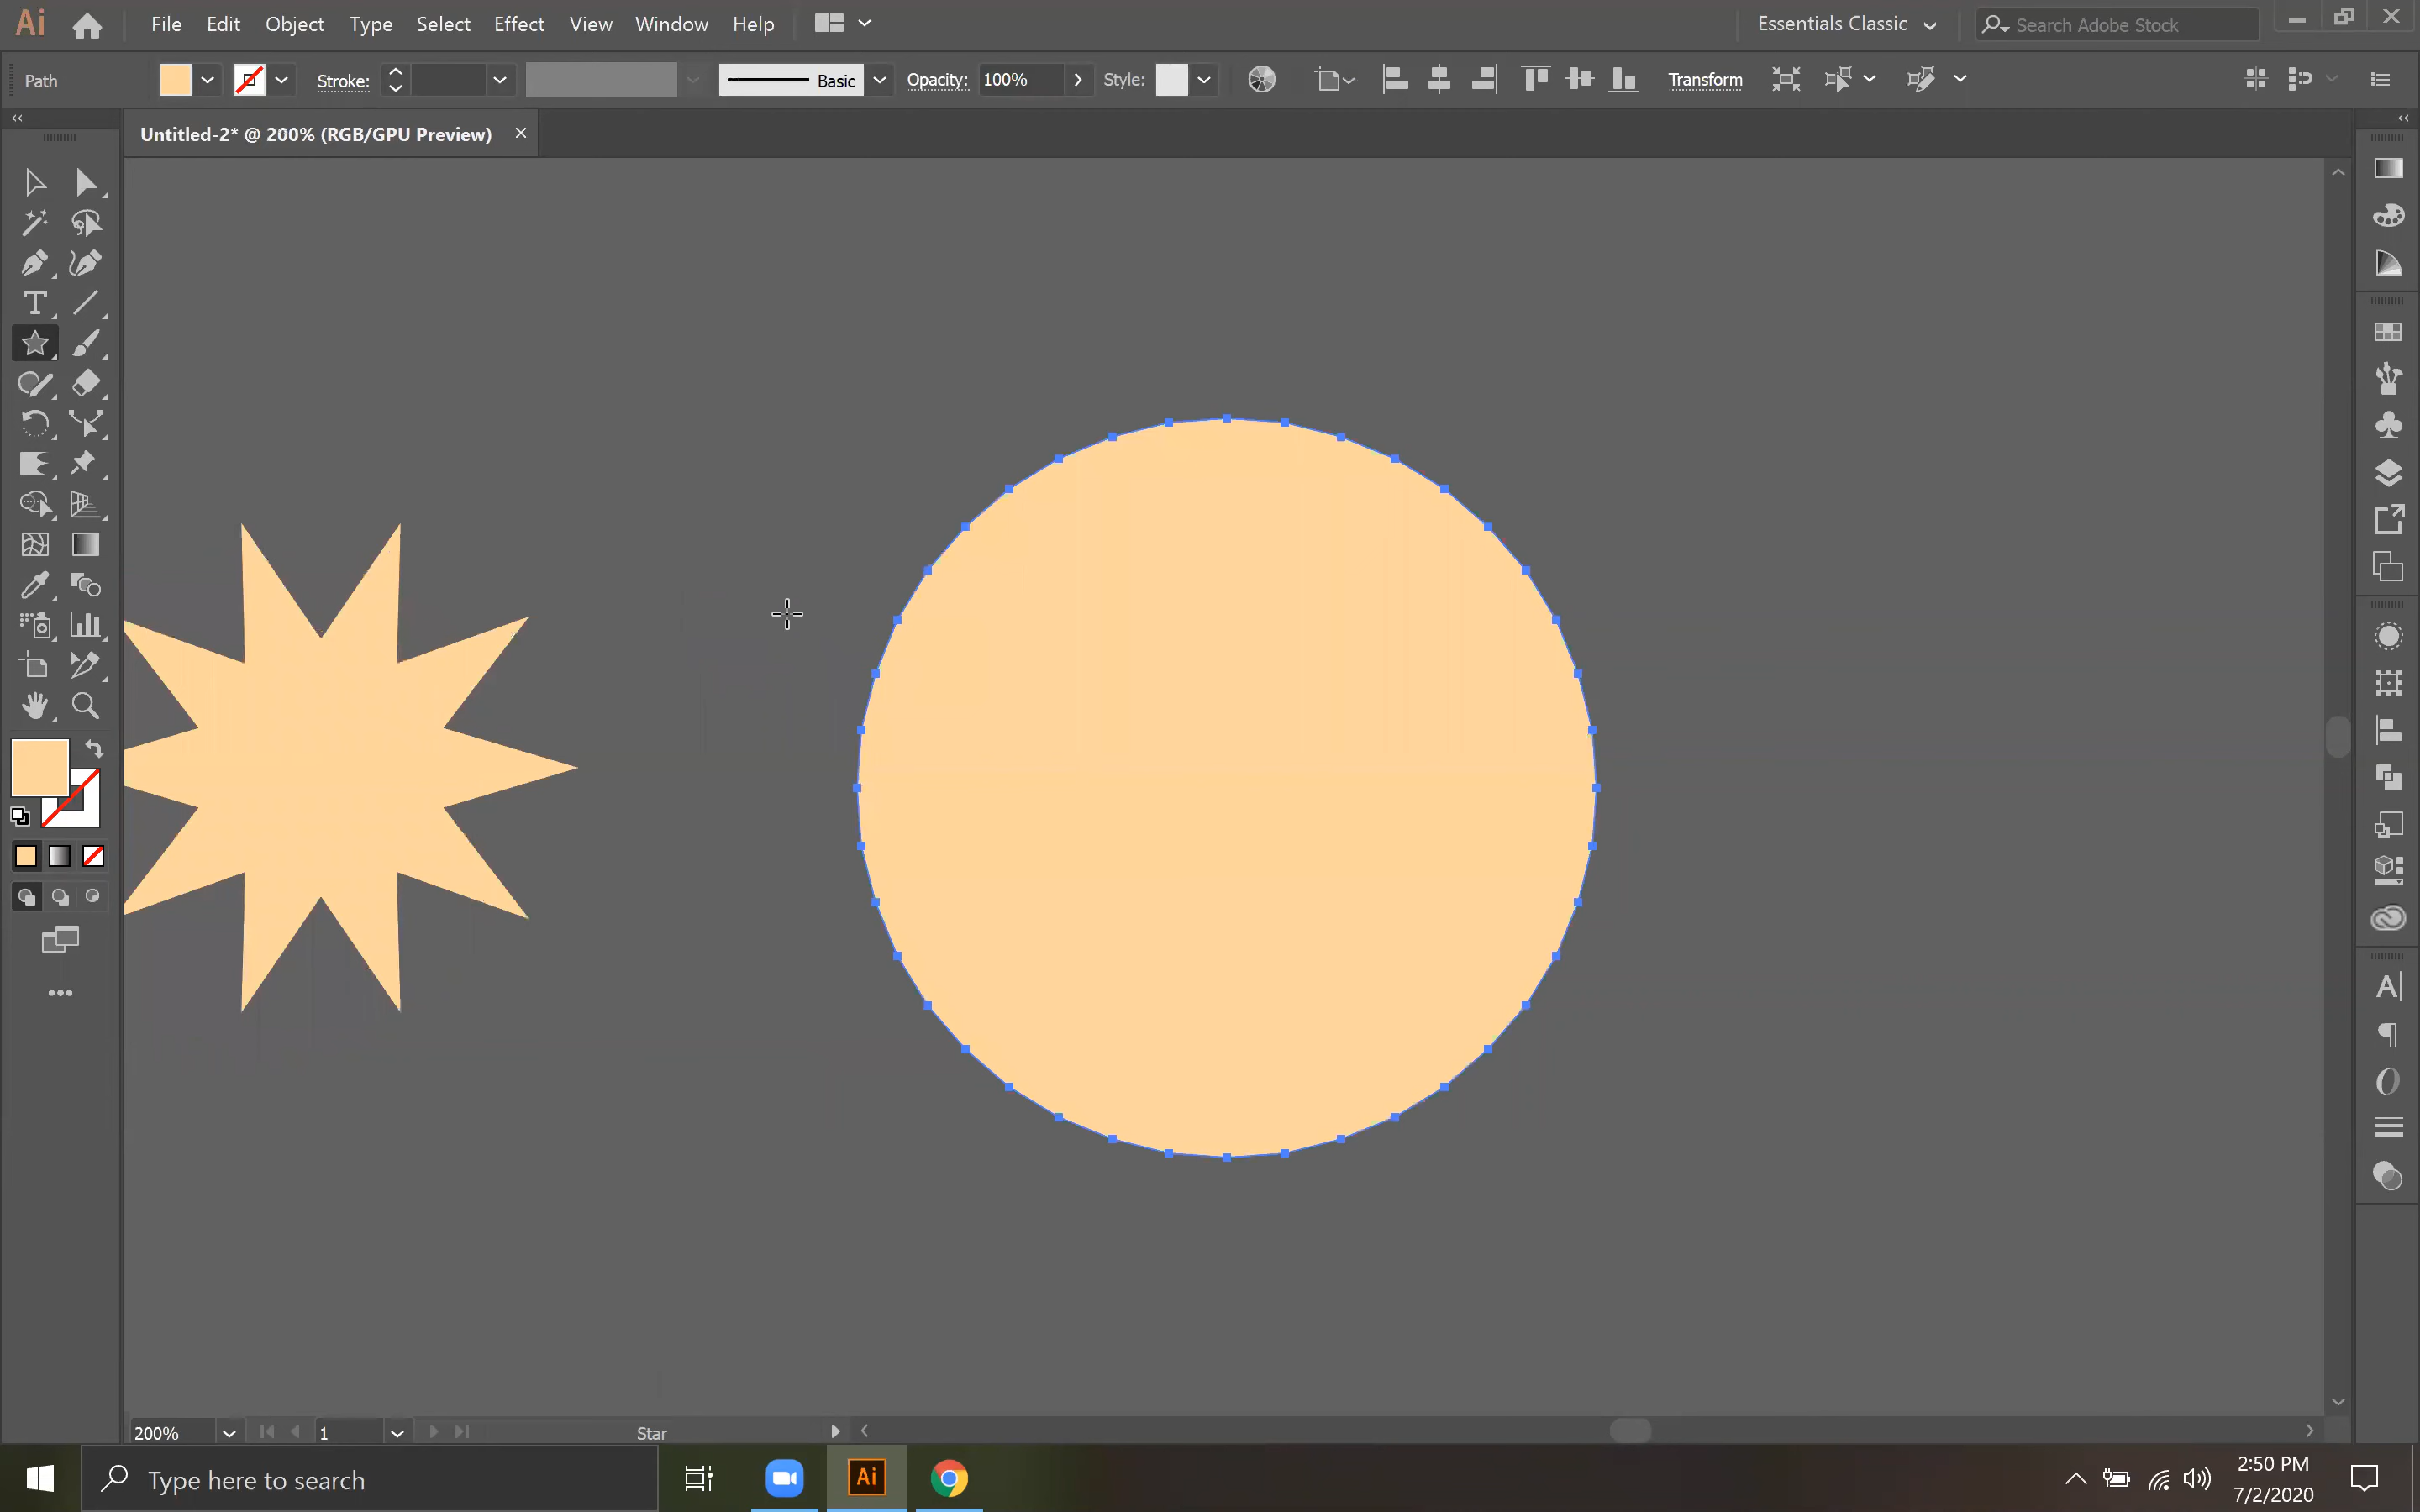 Ai File Edit Object Type Select Effect View Window Help Essentials Classic Search Adobe Stock
Path Stroke: Basic Opacity: 100% Style: Transform
Untitled-2* @ 200% (RGB/GPU Preview)
200% 1 Star
Type here to search Ai 2:50 PM
7/2/2020